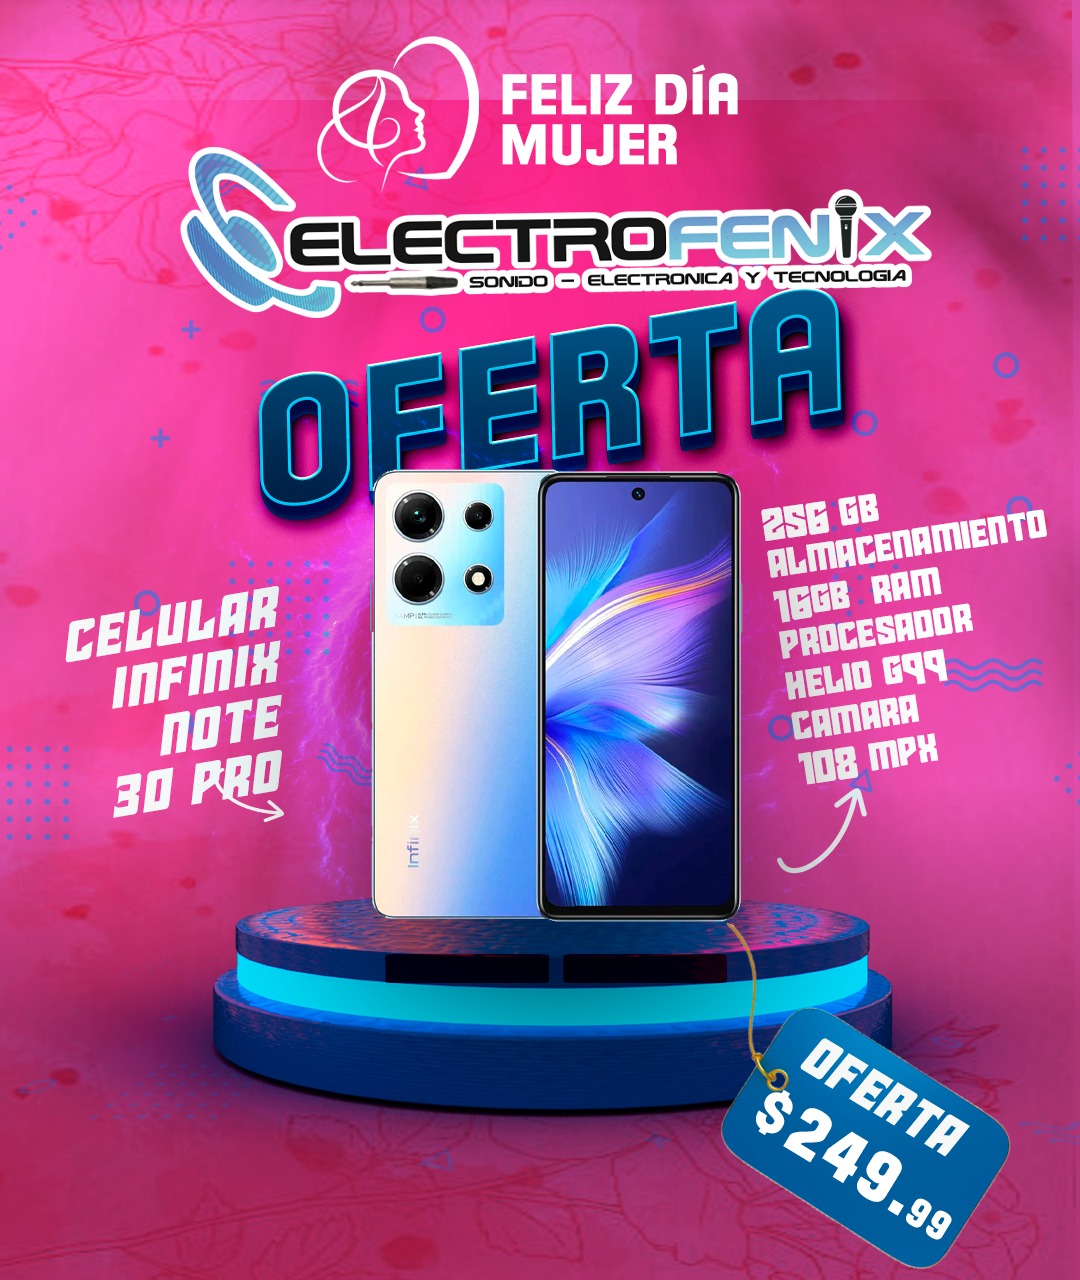 FELIZ DÍA
MUJER
ELECTROFENIX
SONIDO - ELECTRONICA Y TECNOLOGIA
OFERTA
CELULAR
INFINIX
NOTE
30 PRO
256 GB
ALMACENAMIENTO
16GB RAM
PROCESADOR
HELIO G99
CAMARA
108 MPX
Infinix
OFERTA
$249.99